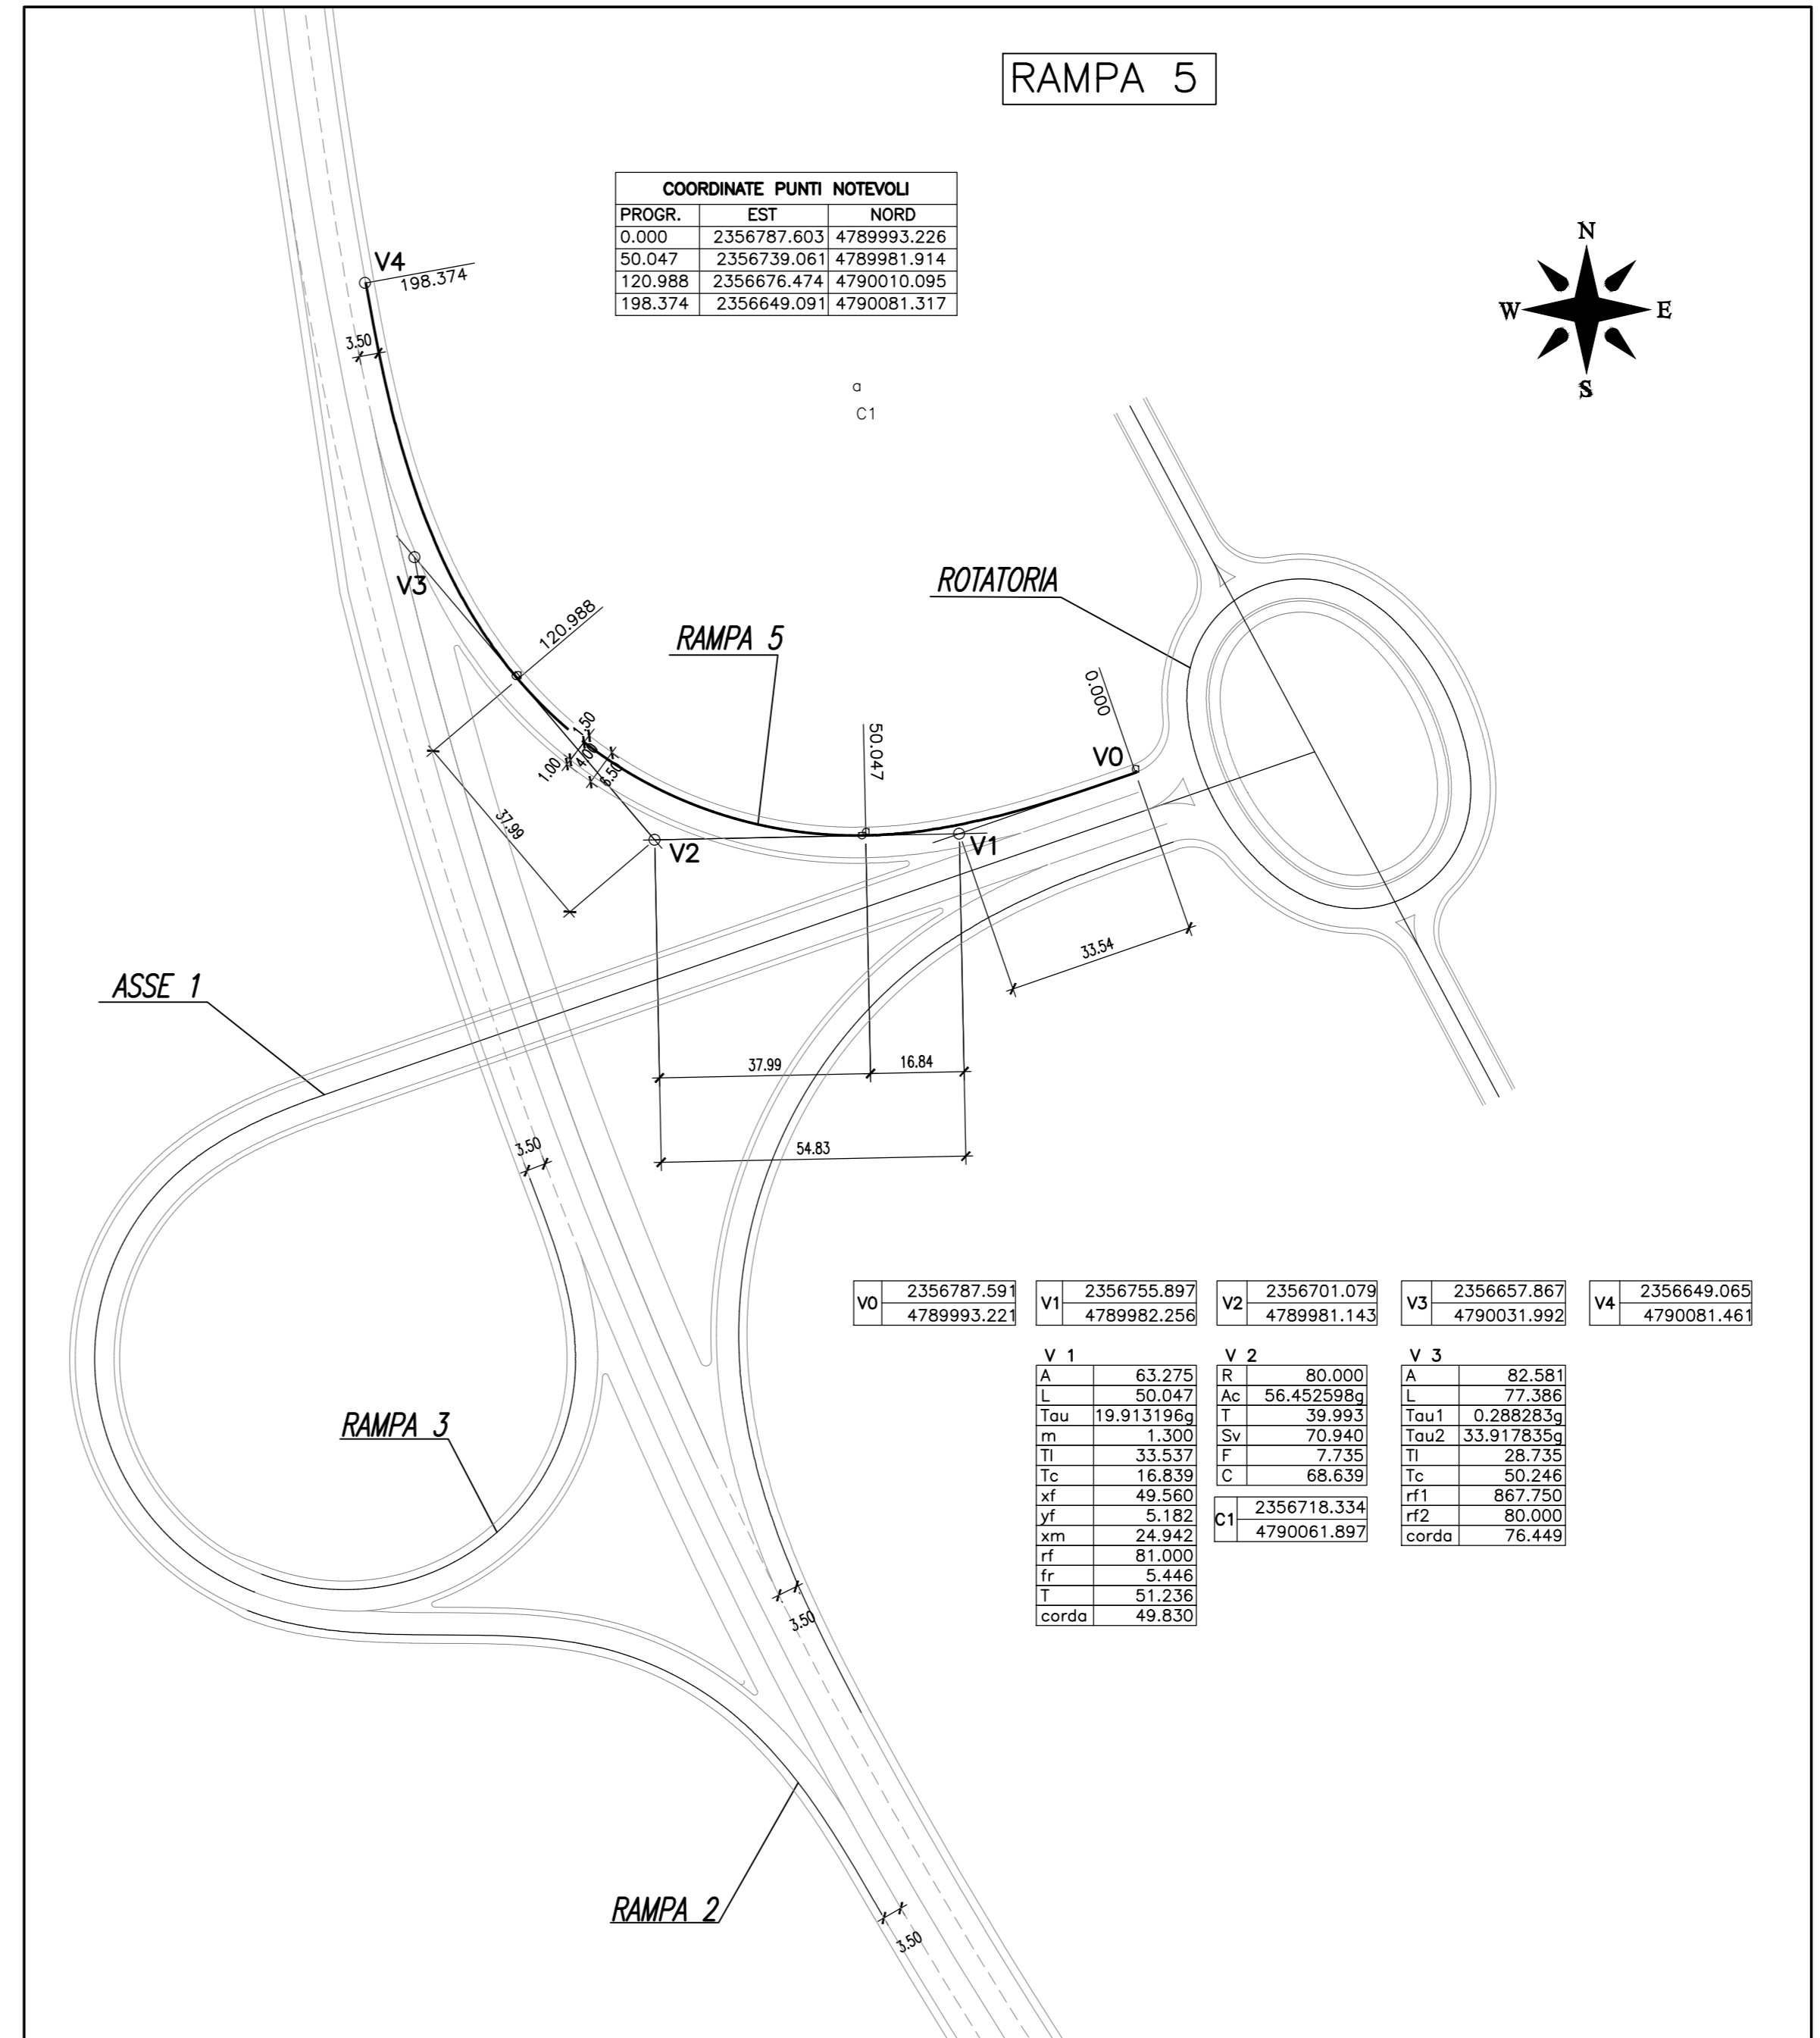 RAMPA 5
COORDINATE PUNTI NOTEVOLI
PROGR. EST NORD
0.000 2356787.603 4789993.226
50.047 2356739.061 4789981.914
120.988 2356676.474 4790010.095
198.374 2356649.091 4790081.317
N
W E
S
V4
198.374
3.50
a
C1
V3
120.988
ROTATORIA
RAMPA 5
0.000
1.50
4.00
1.00
5.50
50.047
V0
37.99
V2
V1
33.54
ASSE 1
37.99
16.84
54.83
3.50
V0 2356787.591
4789993.221
V1 2356755.897
4789982.256
V2 2356701.079
4789981.143
V3 2356657.867
4790031.992
V4 2356649.065
4790081.461
V 1
A 63.275
L 50.047
Tau 19.913196g
m 1.300
Tl 33.537
Tc 16.839
xf 49.560
yf 5.182
xm 24.942
rf 81.000
fr 5.446
T 51.236
corda 49.830
V 2
R 80.000
Ac 56.452598g
T 39.993
Sv 70.940
F 7.735
C 68.639
C1 2356718.334
4790061.897
V 3
A 82.581
L 77.386
Tau1 0.288283g
Tau2 33.917835g
Tl 28.735
Tc 50.246
rf1 867.750
rf2 80.000
corda 76.449
RAMPA 3
3.50
RAMPA 2
3.50